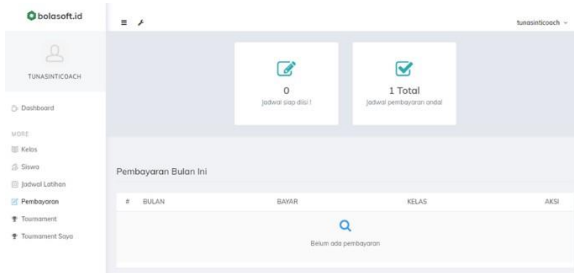 bolasoft.id
tunasinticoach
TUNASINTICOACH
Dashboard
MORE
Kelas
Siswa
Jadwal Latihan
Pembayaran
Tournament
Tournament Saya
0
Jadwal siap diisi !
1 Total
Jadwal pembayaran anda!
Pembayaran Bulan Ini
# BULAN BAYAR KELAS AKSI
Belum ada pembayaran